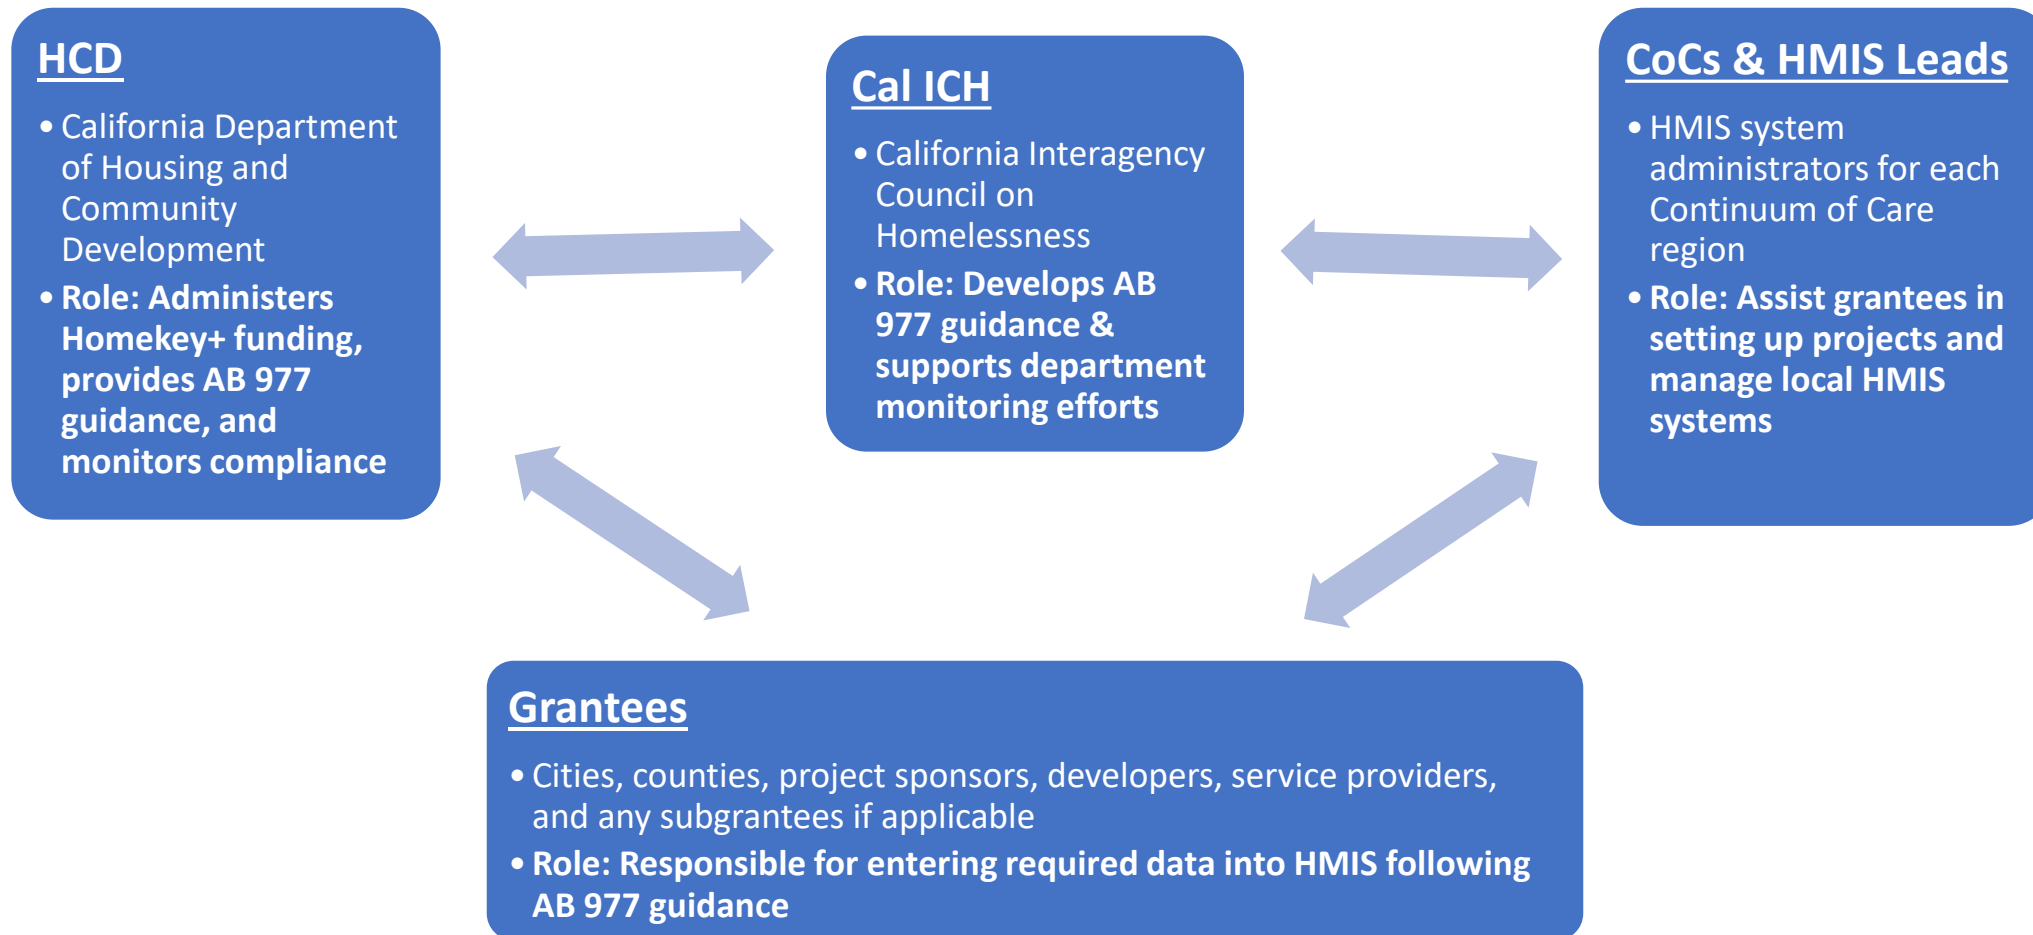 HCD
• California Department
of Housing and
Community
Development
• Role: Administers
Homekey+ funding,
provides AB 977
guidance, and
monitors compliance
Cal ICH
• California Interagency
Council on
Homelessness
• Role: Develops AB
977 guidance &
supports department
monitoring efforts
CoCs & HMIS Leads
• HMIS system
administrators for each
Continuum of Care
region
• Role: Assist grantees in
setting up projects and
manage local HMIS
systems
Grantees
• Cities, counties, project sponsors, developers, service providers,
and any subgrantees if applicable
• Role: Responsible for entering required data into HMIS following
AB 977 guidance